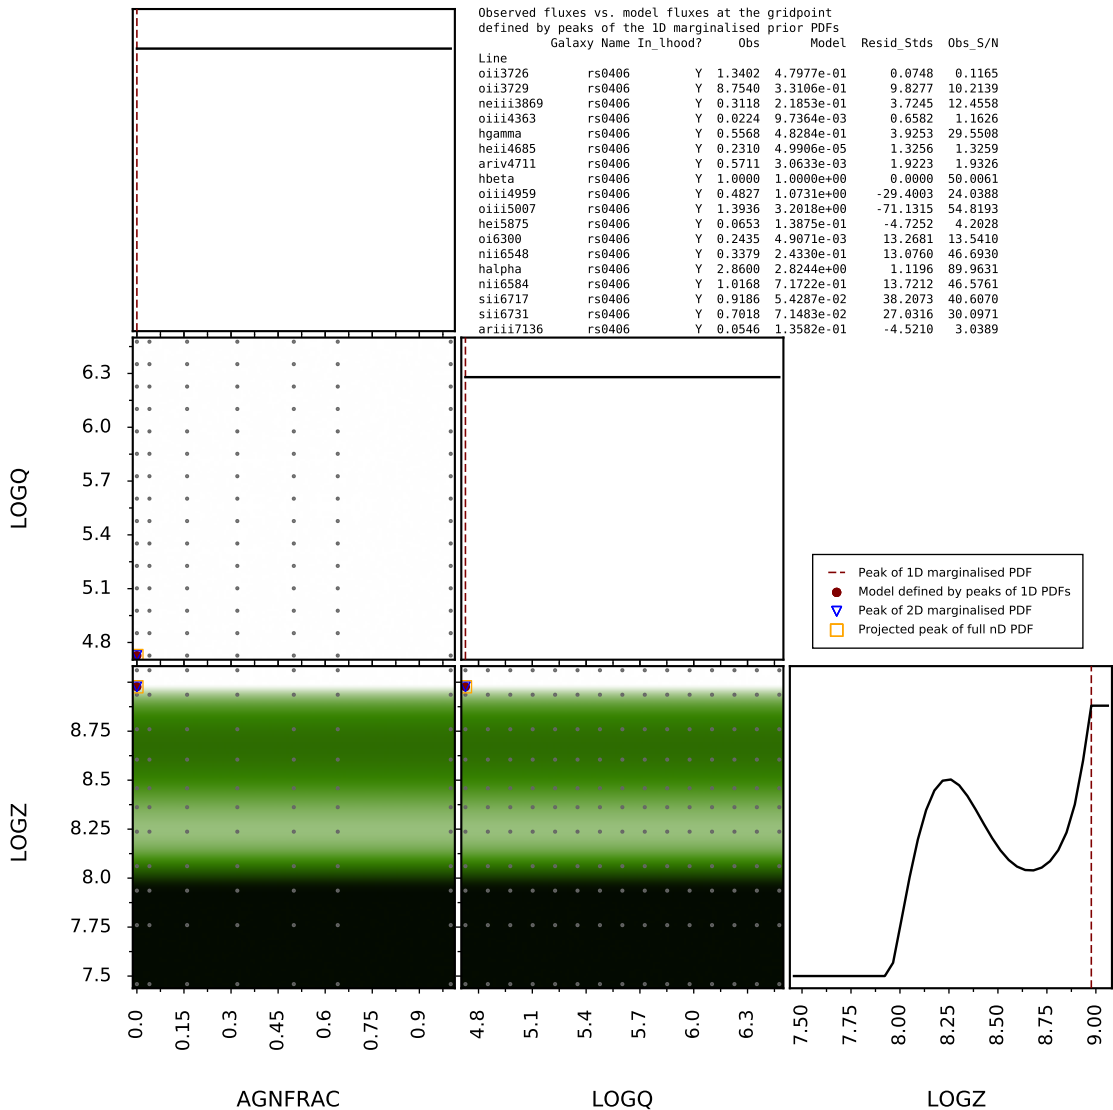 Observed fluxes vs. model fluxes at the gridpoint
defined by peaks of the 1D marginalised prior PDFs
Galaxy Name In_lhood? Obs Model Resid_Stds Obs_S/N
Line
oii3726 rs0406 Y 1.3402 4.7977e-01 0.0748 0.1165
oii3729 rs0406 Y 8.7540 3.3106e-01 9.8277 10.2139
neiii3869 rs0406 Y 0.3118 2.1853e-01 3.7245 12.4558
oiii4363 rs0406 Y 0.0224 9.7364e-03 0.6582 1.1626
hgamma rs0406 Y 0.5568 4.8284e-01 3.9253 29.5508
heii4685 rs0406 Y 0.2310 4.9906e-05 1.3256 1.3259
ariv4711 rs0406 Y 0.5711 3.0633e-03 1.9223 1.9326
hbeta rs0406 Y 1.0000 1.0000e+00 0.0000 50.0061
oiii4959 rs0406 Y 0.4827 1.0731e+00 -29.4003 24.0388
oiii5007 rs0406 Y 1.3936 3.2018e+00 -71.1315 54.8193
hei5875 rs0406 Y 0.0653 1.3875e-01 -4.7252 4.2028
oi6300 rs0406 Y 0.2435 4.9071e-03 13.2681 13.5410
nii6548 rs0406 Y 0.3379 2.4330e-01 13.0760 46.6930
halpha rs0406 Y 2.8600 2.8244e+00 1.1196 89.9631
nii6584 rs0406 Y 1.0168 7.1722e-01 13.7212 46.5761
sii6717 rs0406 Y 0.9186 5.4287e-02 38.2073 40.6070
sii6731 rs0406 Y 0.7018 7.1483e-02 27.0316 30.0971
ariii7136 rs0406 Y 0.0546 1.3582e-01 -4.5210 3.0389
LOGQ
6.3
6.0
5.7
5.4
5.1
4.8
Peak of 1D marginalised PDF
Model defined by peaks of 1D PDFs
Peak of 2D marginalised PDF
Projected peak of full nD PDF
LOGZ
8.75
8.5
8.25
8.0
7.75
7.5
0.0 0.15 0.3 0.45 0.6 0.75 0.9
4.8 5.1 5.4 5.7 6.0 6.3
7.50 7.75 8.00 8.25 8.50 8.75 9.00
AGNFRAC LOGQ LOGZ